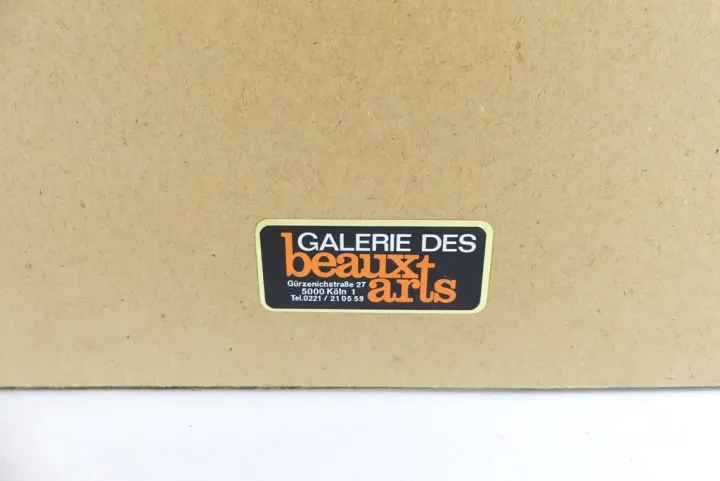 GALERIE DES
beaux
arts
Gürzenichstraße 27
5000 Köln 1
Tel.0221 / 21 05 59